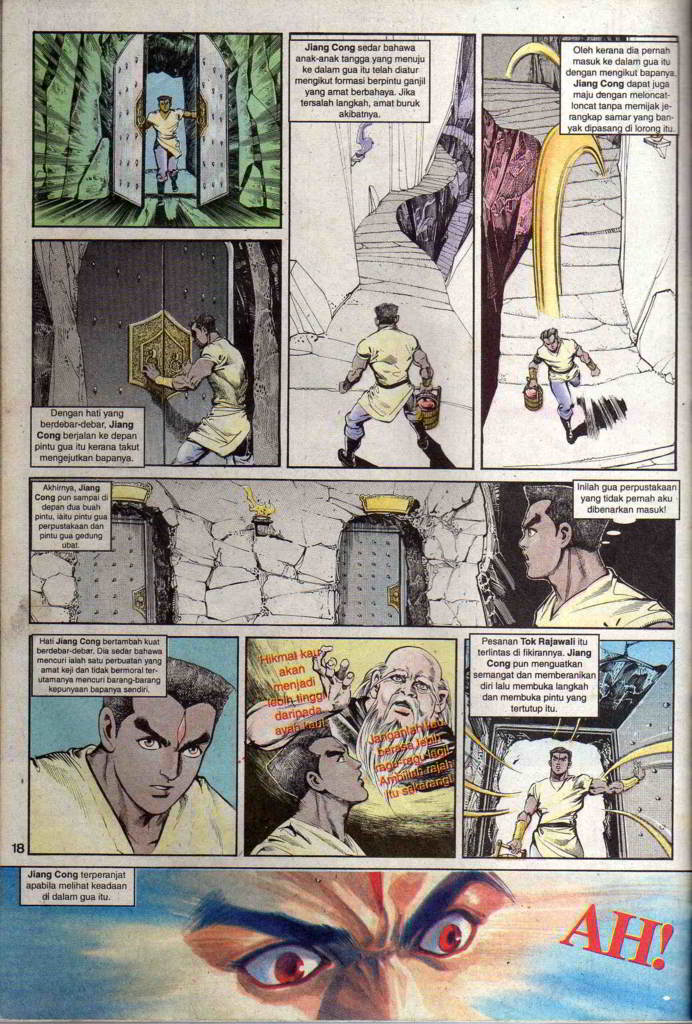 Jiang Cong sedar bahawa
anak-anak tangga yang menuju
ke dalam gua itu telah diatur
mengikut formasi berpintu ganjil
yang amat berbahaya. Jika
tersalah langkah, amat buruk
akibatnya.
Oleh kerana dia pernah
masuk ke dalam gua itu
dengan mengikut bapanya,
Jiang Cong dapat juga
maju dengan meloncat-
loncat tanpa memijak je-
rangkap samar yang ban-
yak dipasang di lorong itu.
Dengan hati yang
berdebar-debar, Jiang
Cong berjalan ke depan
pintu gua itu kerana takut
mengejutkan bapanya.
Akhirnya, Jiang
Cong pun sampai di
depan dua buah
pintu, iaitu pintu gua
perpustakaan dan
pintu gua gedung
ubat.
Inilah gua perpustakaan
yang tidak pernah aku
dibenarkan masuk!
Hati Jiang Cong bertambah kuat
berdebar-debar. Dia sedar bahawa
mencuri ialah satu perbuatan yang
amat keji dan tidak bermoral ter-
utamanya mencuri barang-barang
kepunyaan bapanya sendiri.
Hikmat kau
akan
menjadi
lebih tinggi
daripada
ayah kau!
Janganlah kau
berasa lebih
ragu-ragu lagi.
Ambillah rajah
itu sekarang!
Pesanan Tok Rajawali itu
terlintas di fikirannya. Jiang
Cong pun menguatkan
semangat dan memberanikan
diri lalu membuka langkah
dan membuka pintu yang
tertutup itu.
18
Jiang Cong terperanjat
apabila melihat keadaan
di dalam gua itu.
AH!